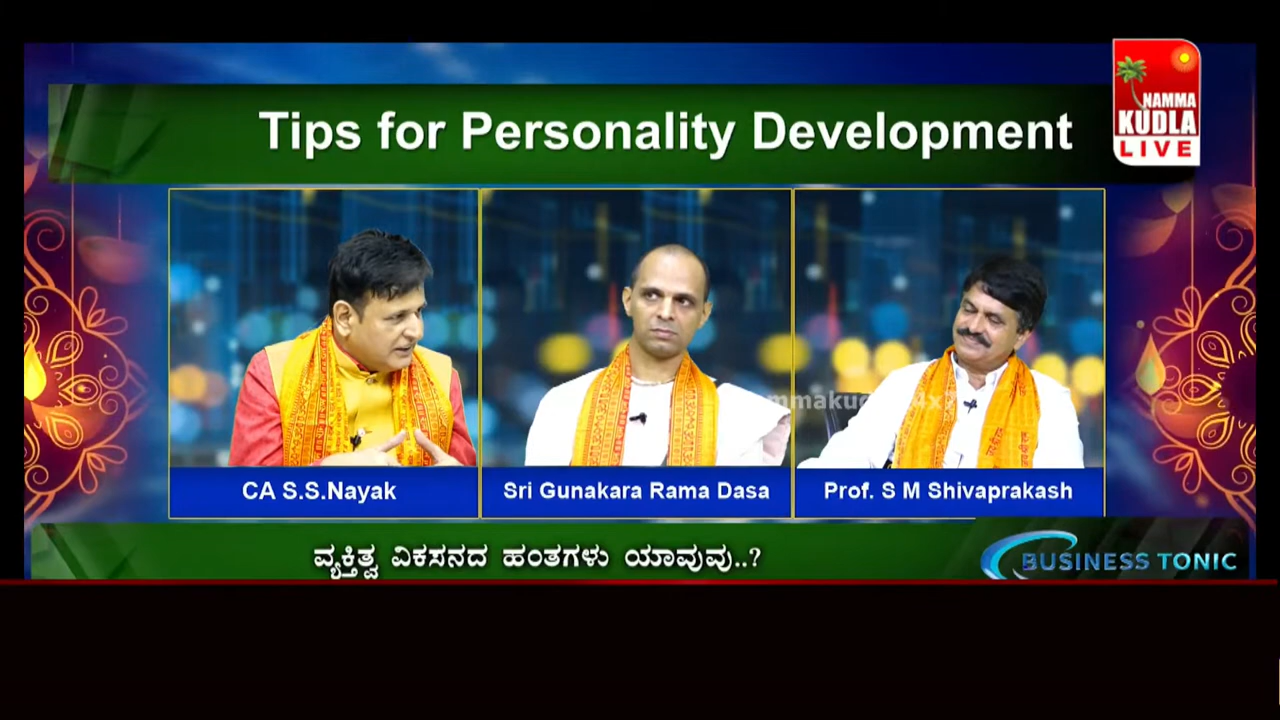 Tips for Personality Development
NAMMA
KUDLA
LIVE
CA S.S.Nayak
Sri Gunakara Rama Dasa
Prof. S M Shivaprakash
ವ್ಯಕ್ತಿತ್ವ ವಿಕಸನದ ಹಂತಗಳು ಯಾವುವು..?
BUSINESS TONIC